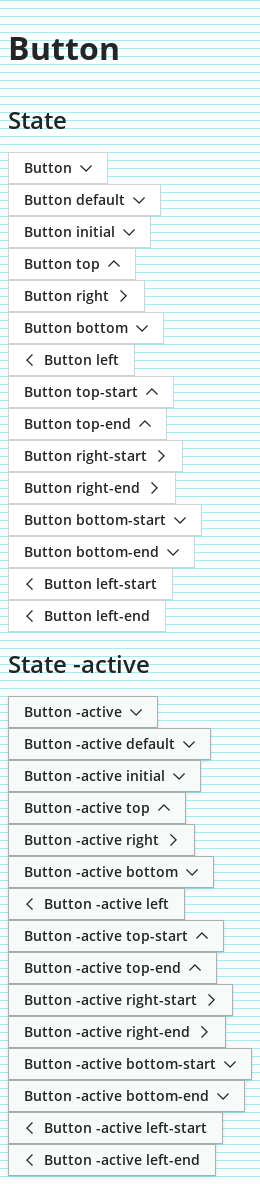 Button
State
Button
Button default
Button initial
Button top
Button right
Button bottom
Button left
Button top-start
Button top-end
Button right-start
Button right-end
Button bottom-start
Button bottom-end
Button left-start
Button left-end
State -active
Button -active
Button -active default
Button -active initial
Button -active top
Button -active right
Button -active bottom
Button -active left
Button -active top-start
Button -active top-end
Button -active right-start
Button -active right-end
Button -active bottom-start
Button -active bottom-end
Button -active left-start
Button -active left-end